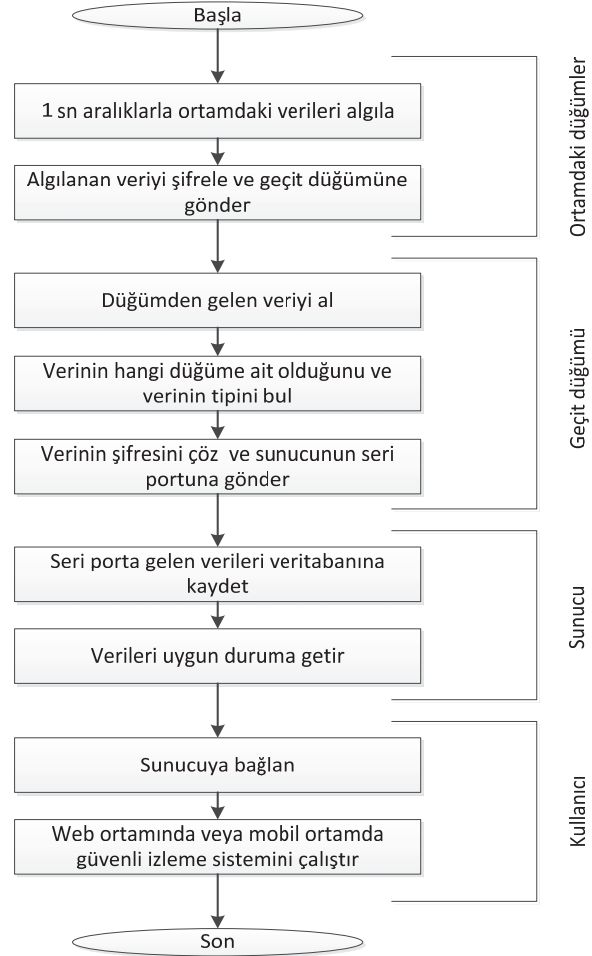 Başla
1 sn aralıklarla ortamdaki verileri algıla
Algılanan veriyi şifrele ve geçit düğümüne
gönder
Ortamdaki düğümler
Düğümden gelen veriyi al
Verinin hangi düğüme ait olduğunu ve
verinin tipini bul
Verinin şifresini çöz ve sunucunun seri
portuna gönder
Geçit düğümü
Seri porta gelen verileri veritabanına
kaydet
Verileri uygun duruma getir
Sunucu
Sunucuya bağlan
Web ortamında veya mobil ortamda
güvenli izleme sistemini çalıştır
Kullanıcı
Son